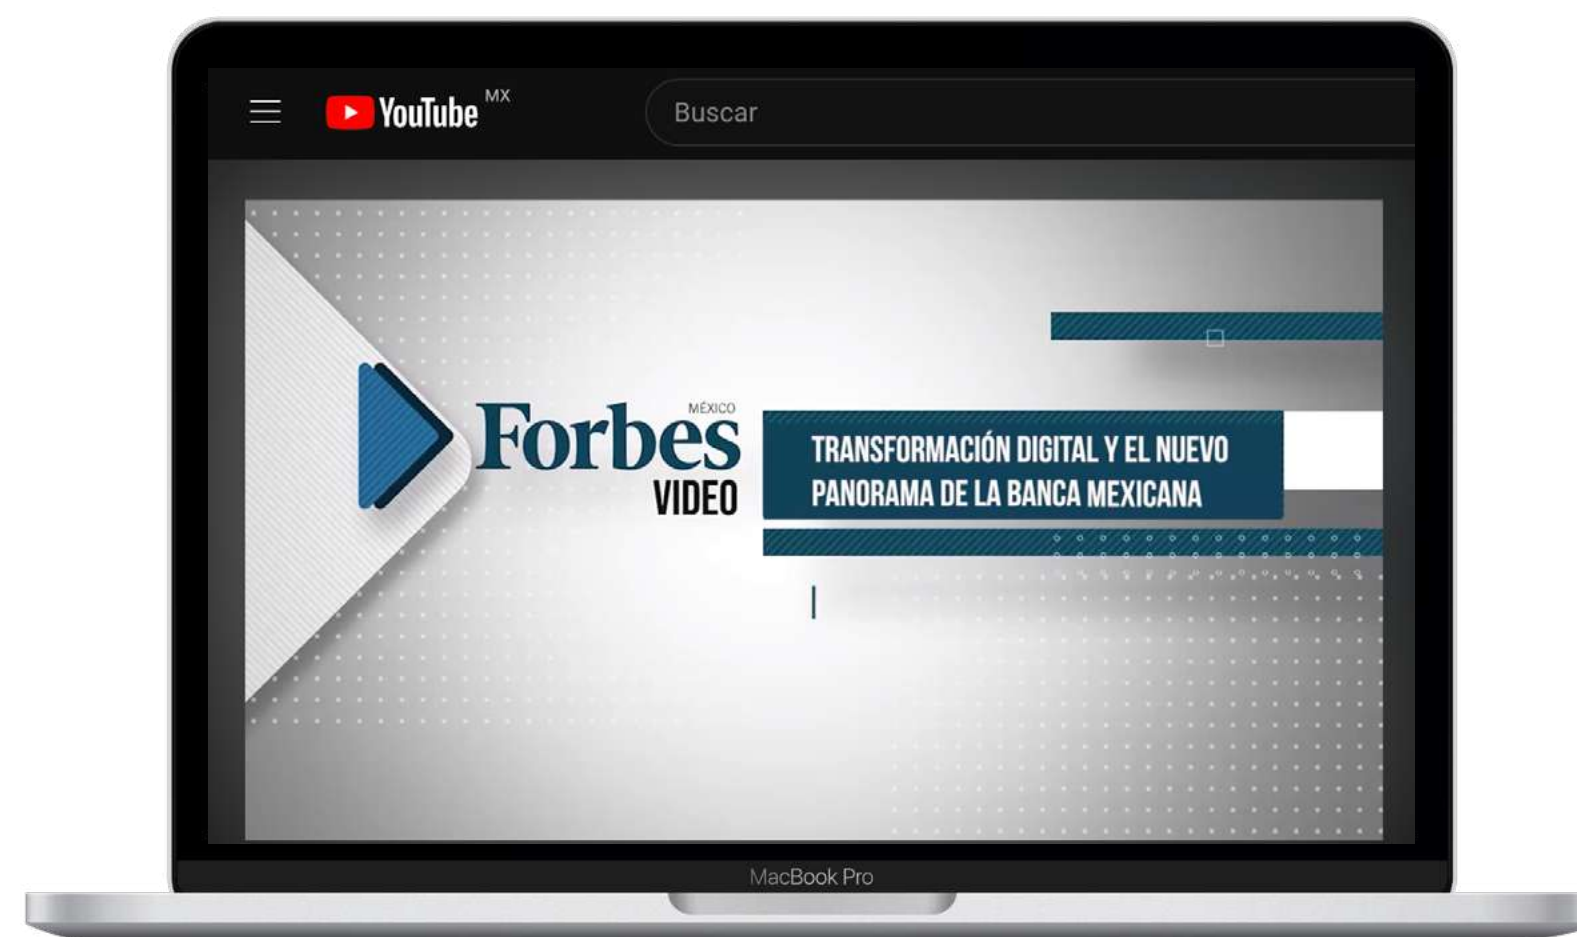 YouTube MX
Buscar
MÉXICO
Forbes
VIDEO
TRANSFORMACIÓN DIGITAL Y EL NUEVO
PANORAMA DE LA BANCA MEXICANA
MacBook Pro